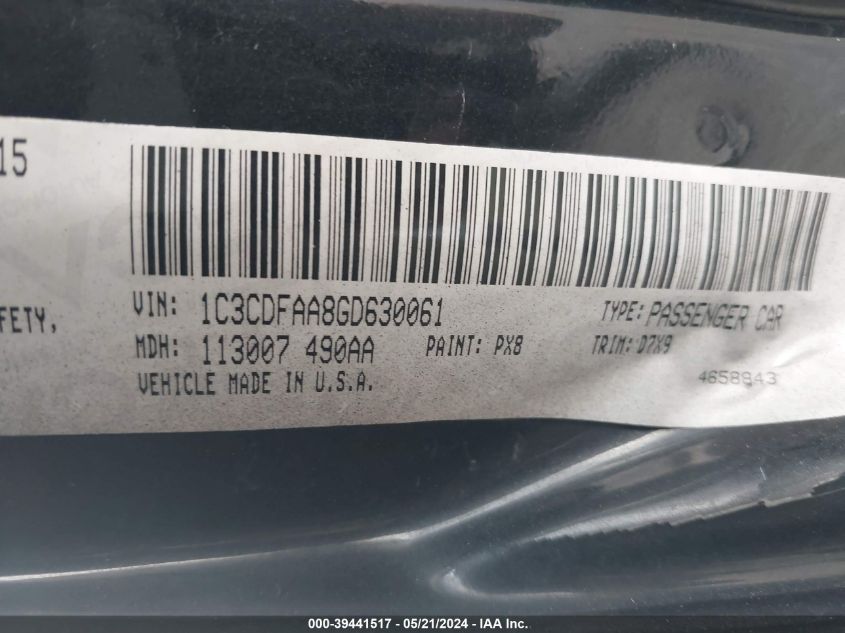 15
FETY,
VIN: 1C3CDFAA8GD630061 TYPE: PASSENGER CAR
MDH: 113007 490AA PAINT: PX8 TRIM: D7X9
VEHICLE MADE IN U.S.A. 4658843
000-39441517 - 05/21/2024 - IAA Inc.